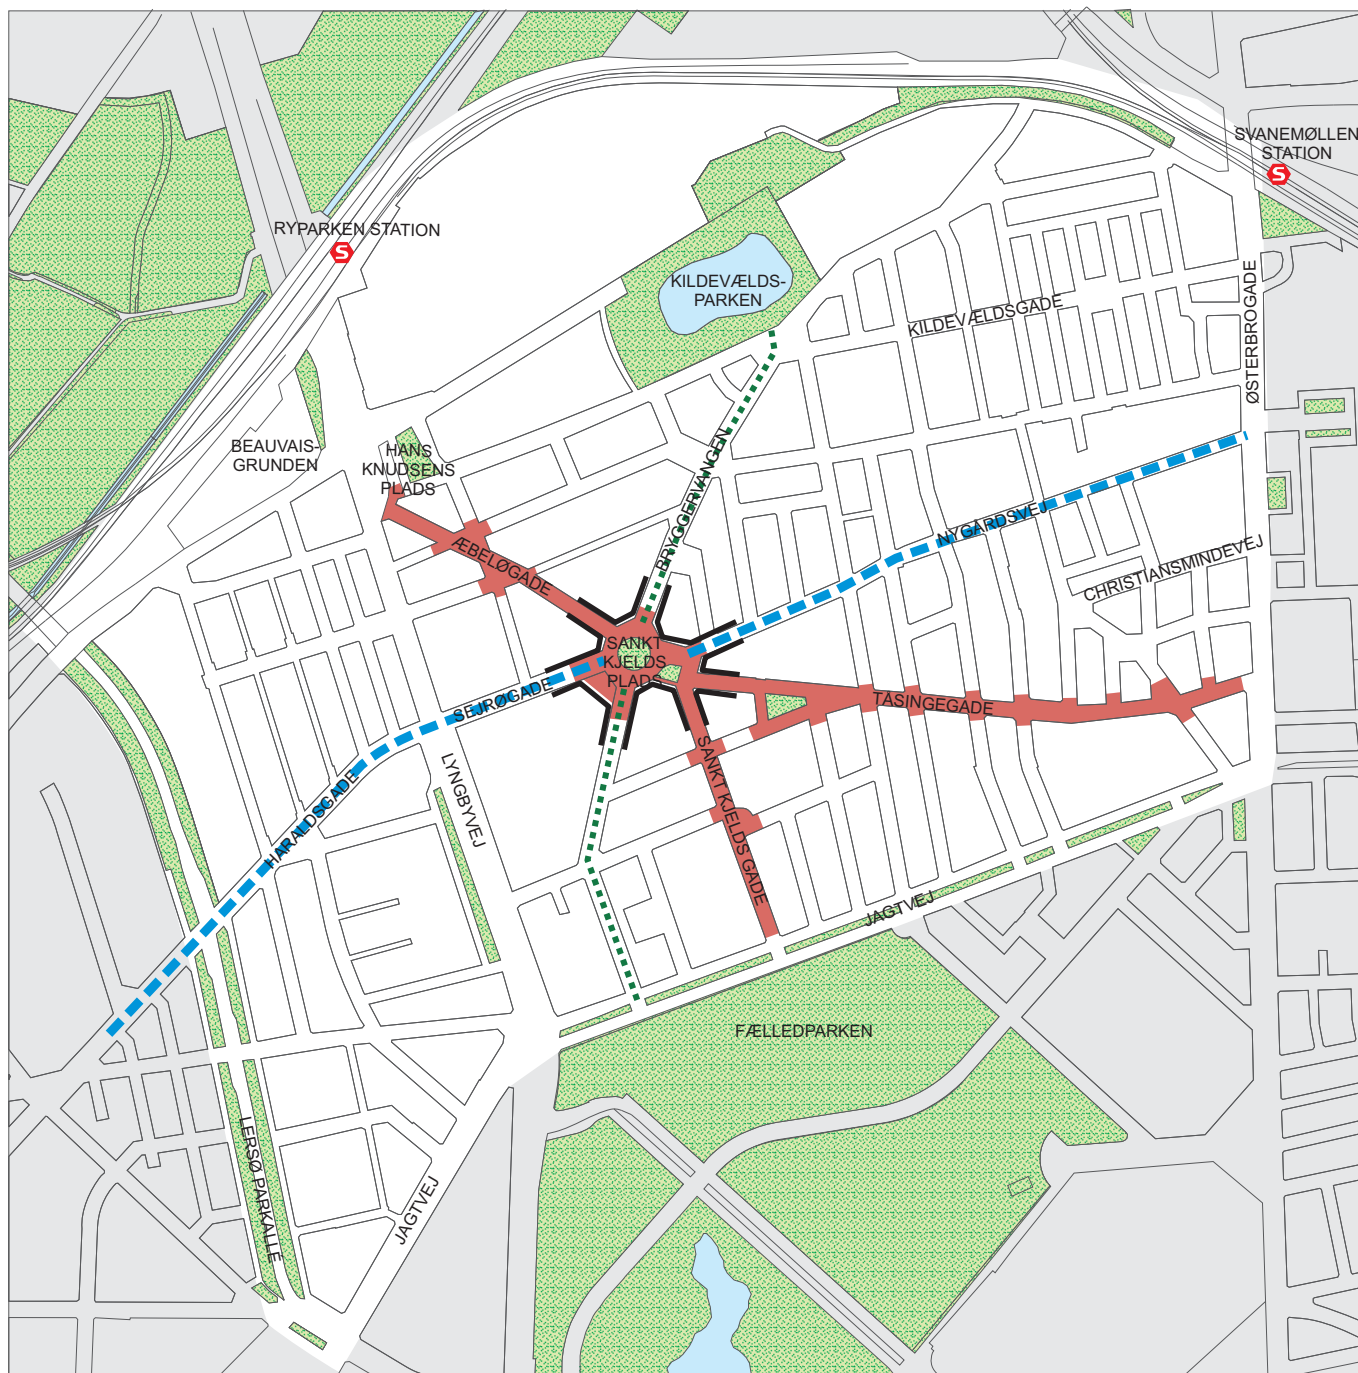 SVANEMØLLEN
STATION
S
RYPARKEN STATION
S
KILDEVÆLDS-
PARKEN
KILDEVÆLDSGADE
ØSTERBROGADE
BEAUVAIS-
GRUNDEN
HANS
KNUDSENS
PLADS
BRYGGERVANGEN
NYGÅRDSVEJ
ÆBELØGADE
CHRISTIANSMINDEVEJ
SANKT
KJELDS
PLADS
SEJRØGADE
TÅSINGEGADE
LYNGBYVEJ
SANKT KJELDS GADE
HARALDSGADE
JAGTVEJ
FÆLLEDPARKEN
LERSØ PARKALLE
JAGTVEJ